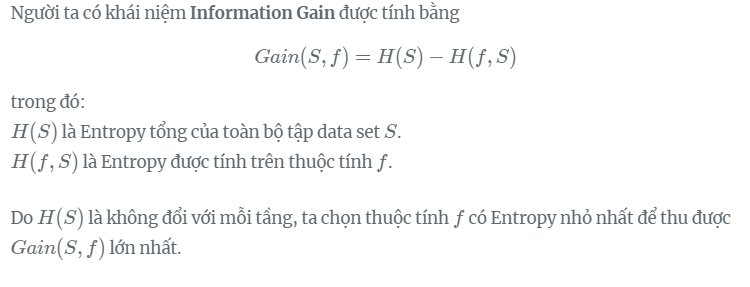 Người ta có khái niệm Information Gain được tính bằng
Gain(S, f) = H(S) − H(f, S)
trong đó:
H(S) là Entropy tổng của toàn bộ tập data set S.
H(f, S) là Entropy được tính trên thuộc tính f.
Do H(S) là không đổi với mỗi tầng, ta chọn thuộc tính f có Entropy nhỏ nhất để thu được
Gain(S, f) lớn nhất.